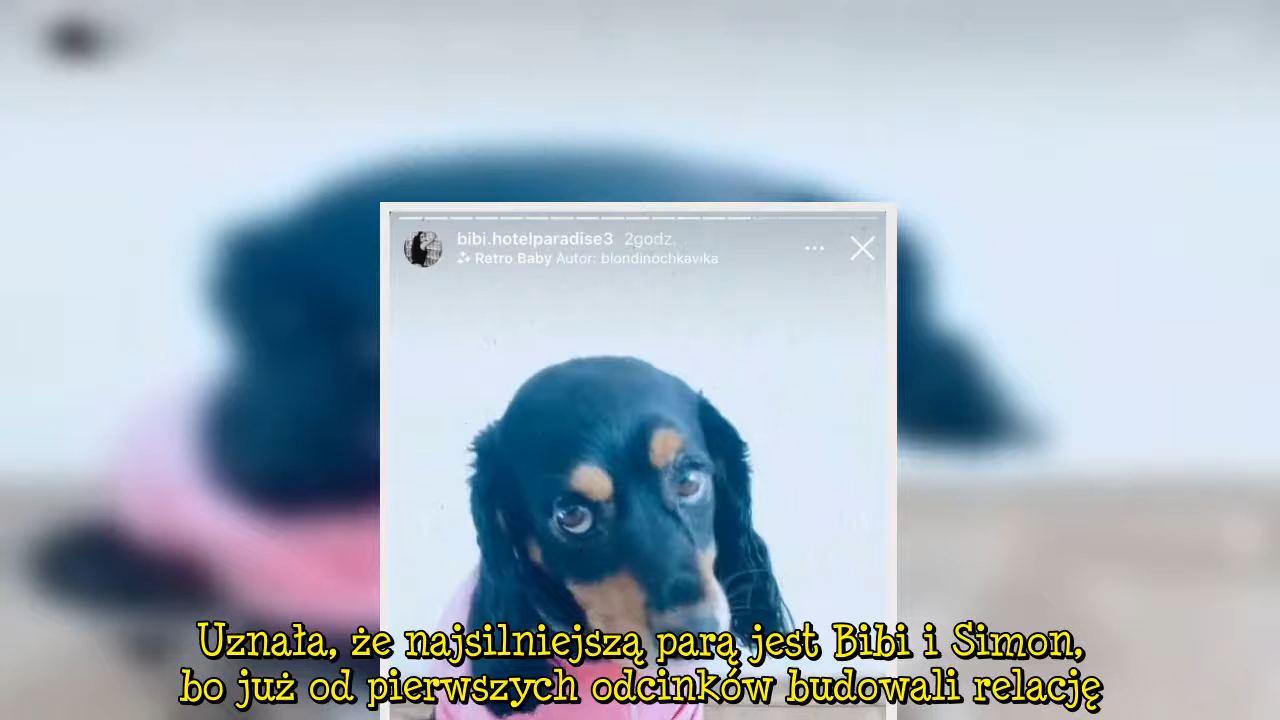 bibi.hotelparadise3 2godz.
Retro Baby Autor: blondinochkavika
Uznała, że najsilniejszą parą jest Bibi i Simon,
bo już od pierwszych odcinków budowali relację